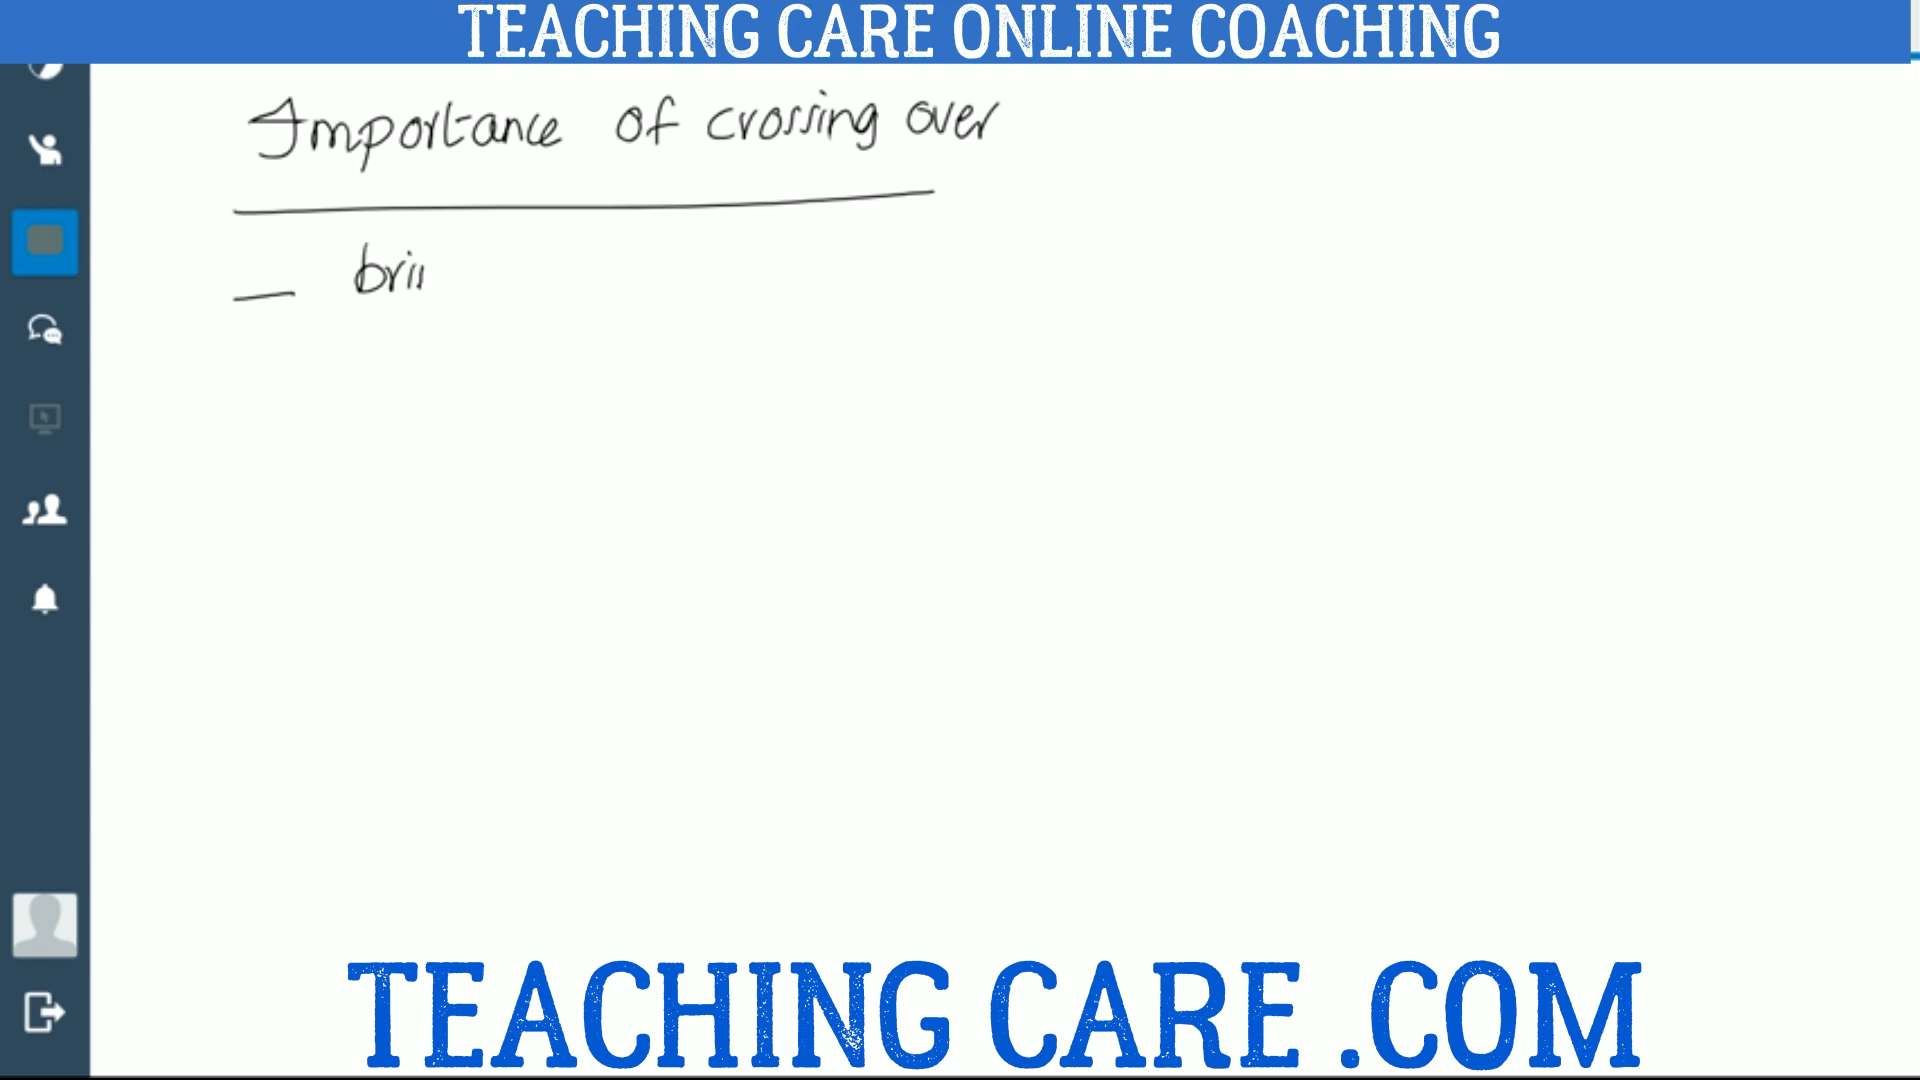 TEACHING CARE ONLINE COACHING
Importance of crossing over
— bri
TEACHING CARE .COM